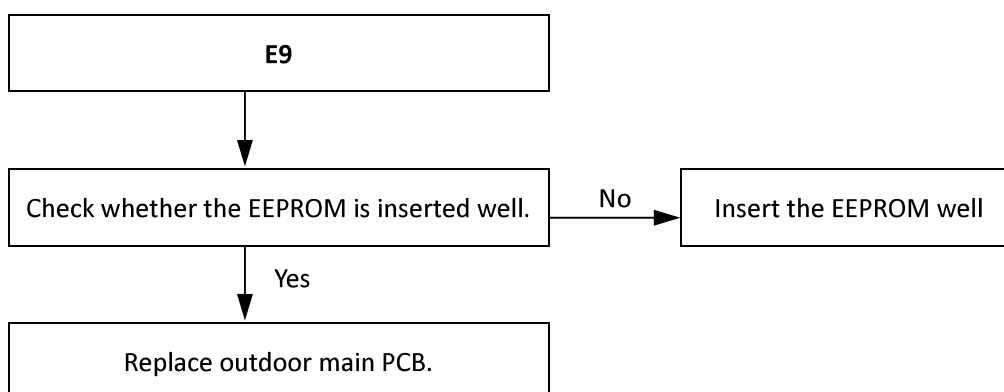 E9
Check whether the EEPROM is inserted well.
No
Insert the EEPROM well
Yes
Replace outdoor main PCB.